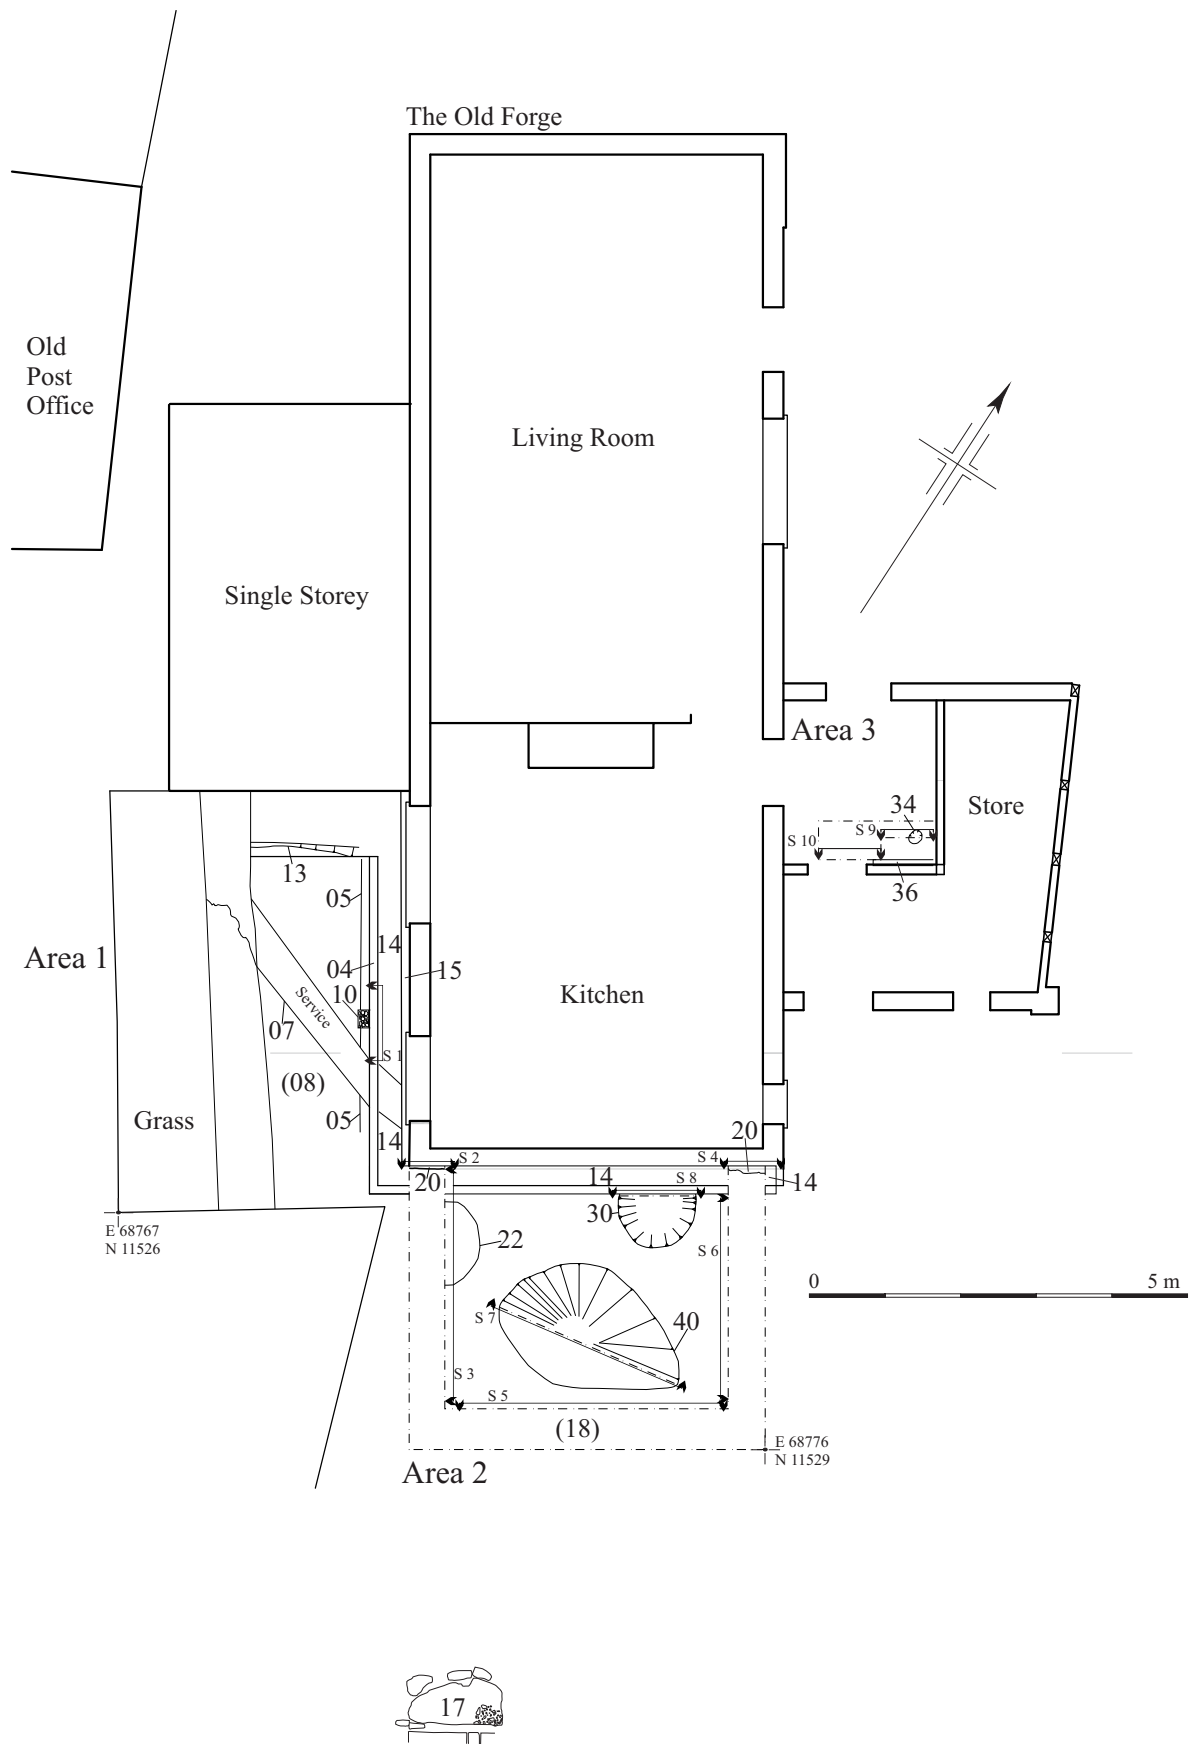 The Old Forge
Old
Post
Office
Living Room
Single Storey
Area 3
34
Store
S 9
S 10
13
36
05
Area 1
14
04
15
10
Service
Kitchen
07
S 1
(08)
Grass
05
14
20
S 2
S 4
20
14
S 8
14
30
E 68767
N 11526
22
S 6
0
5 m
S 7
40
S 3
S 5
(18)
E 68776
N 11529
Area 2
17